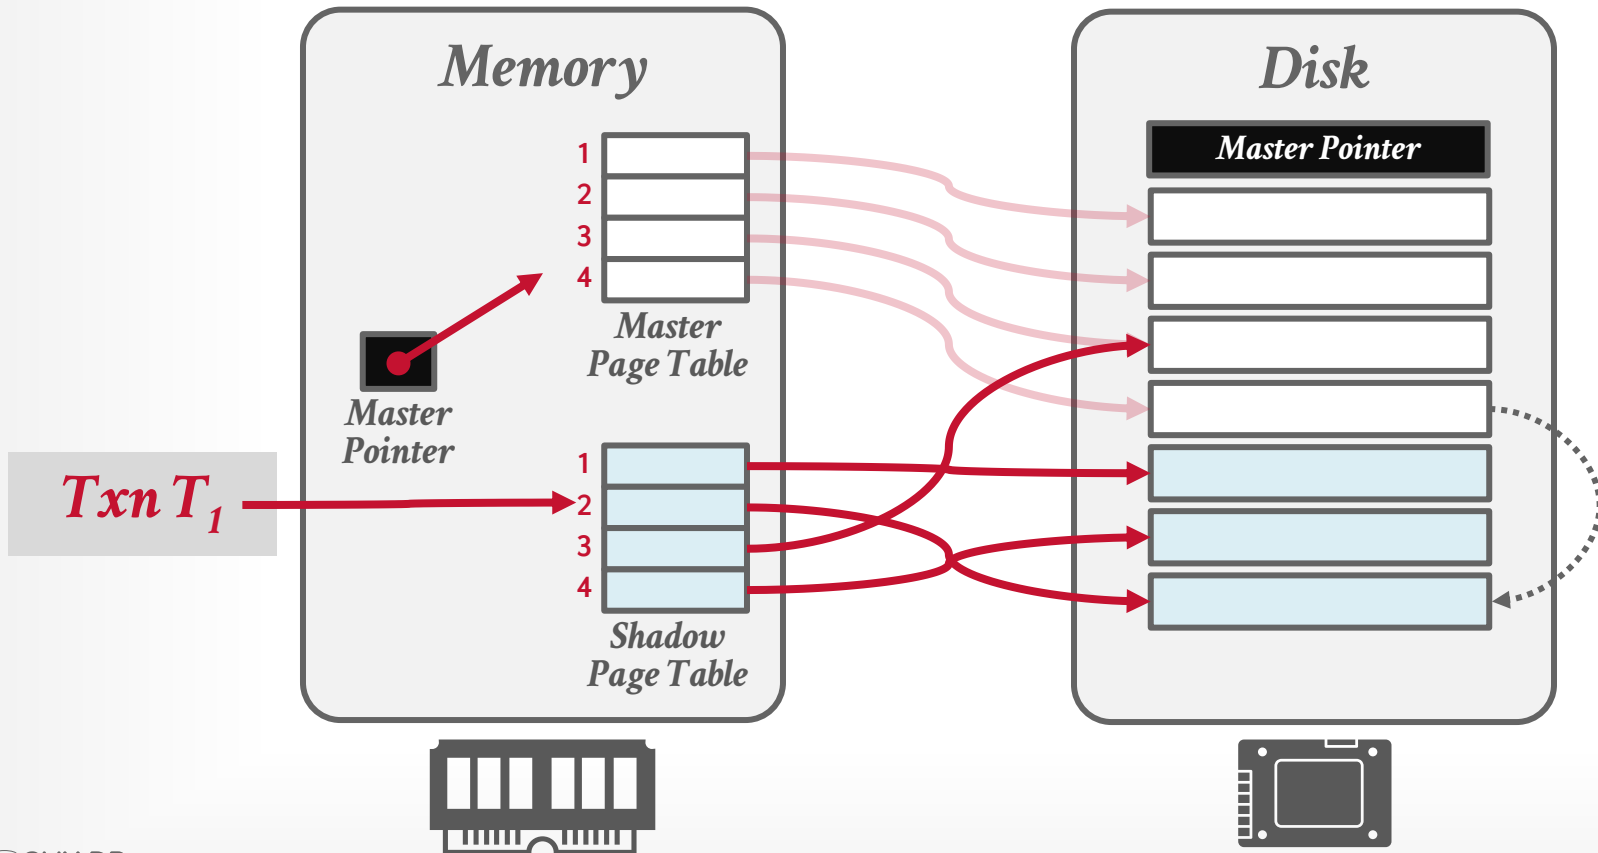 Memory
Disk
Master Pointer
1
2
3
4
Master
Page Table
Master
Pointer
Txn T1
1
2
3
4
Shadow
Page Table